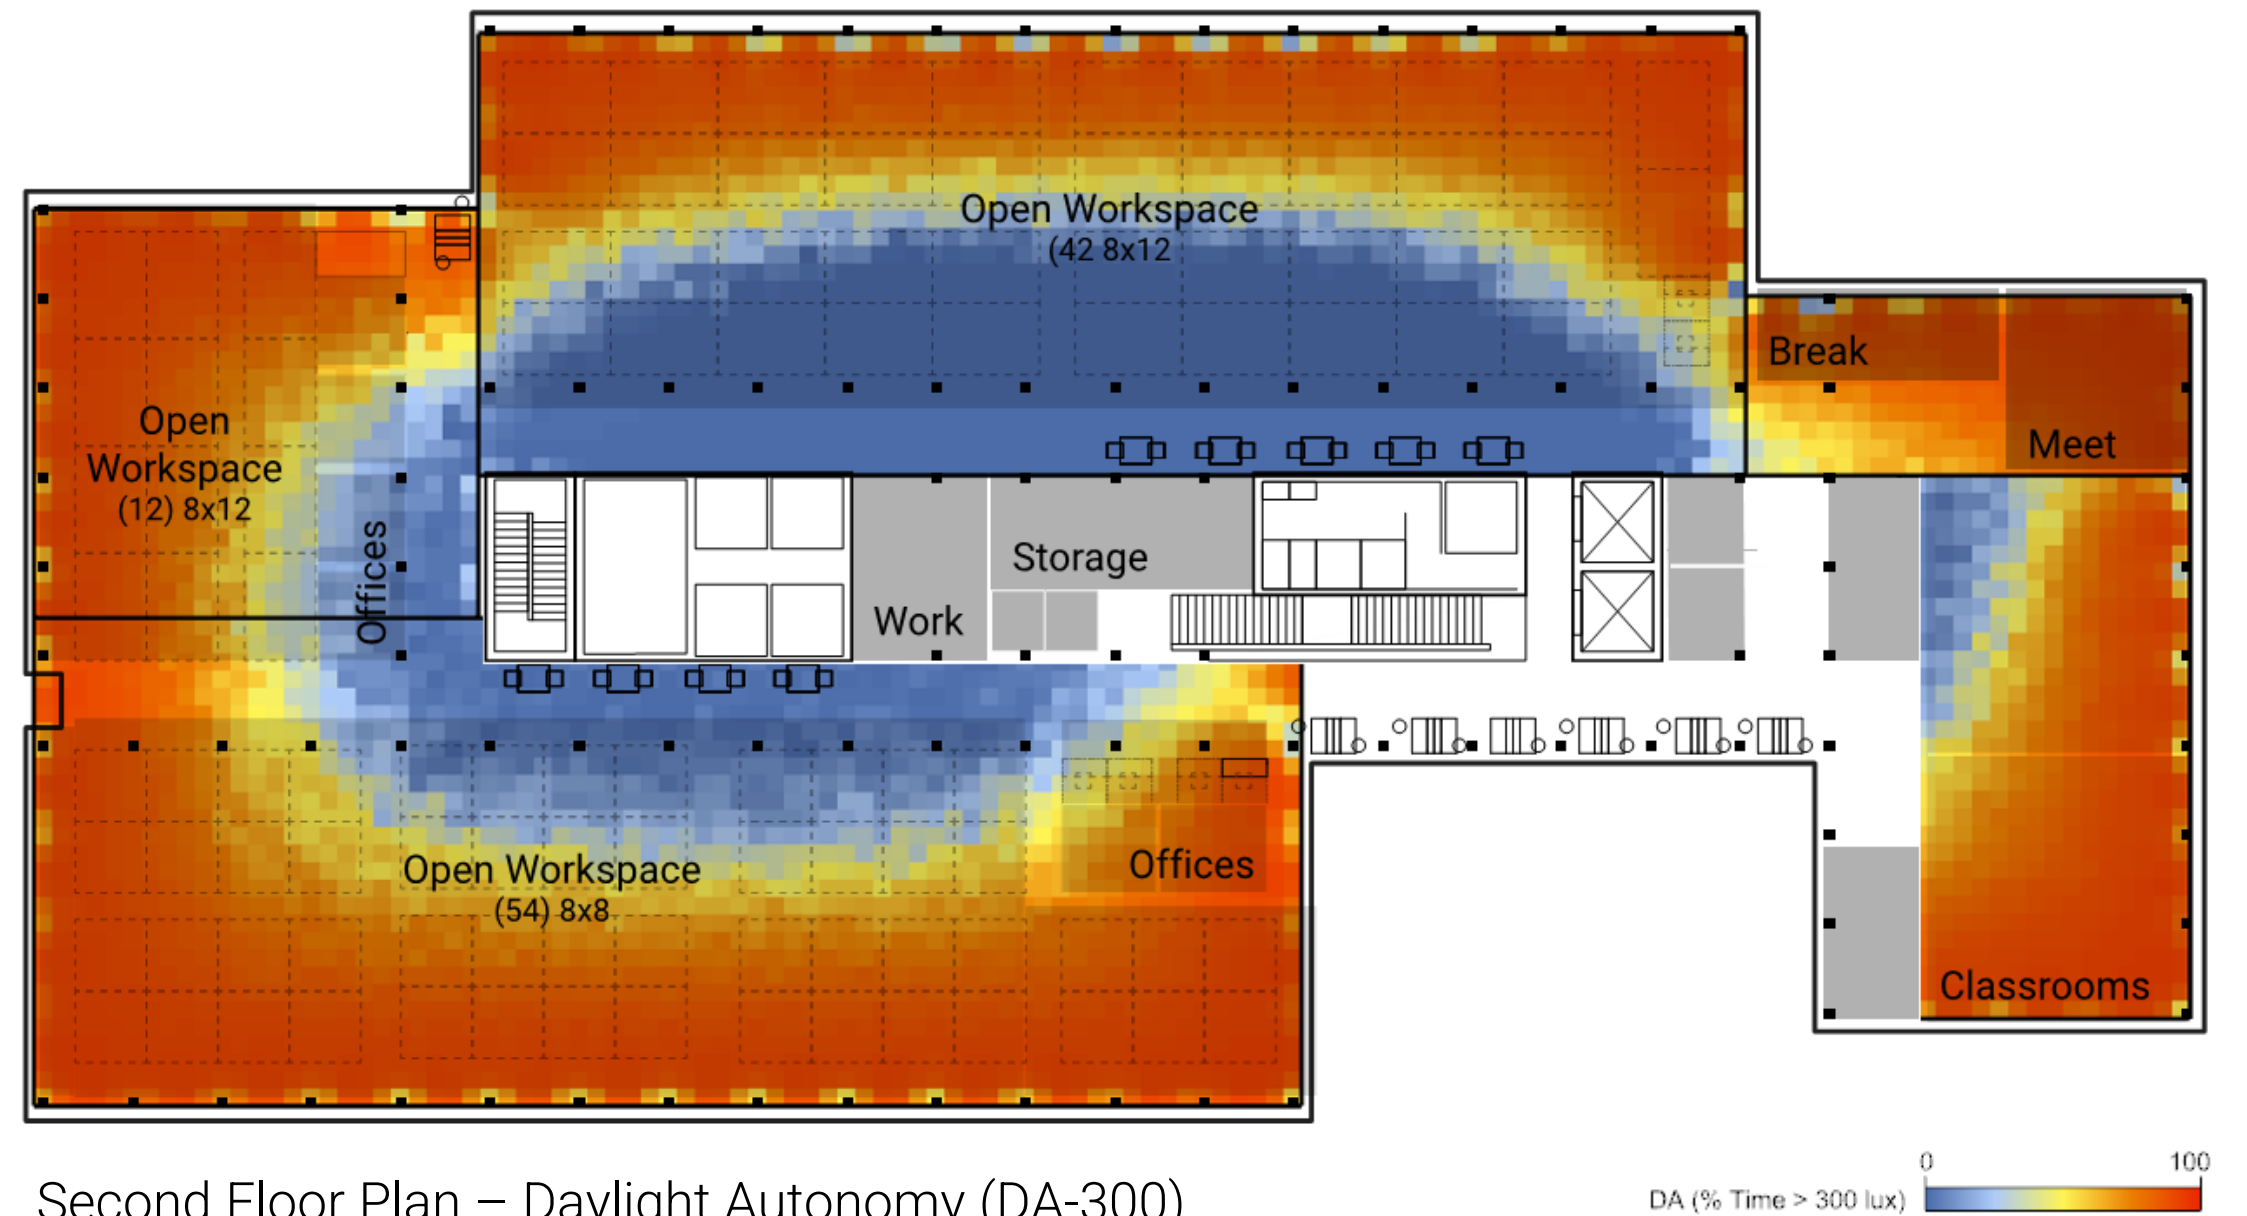 Open Workspace
(42 8x12
Break
Meet
Open
Workspace
(12) 8x12
Offices
Storage
Work
Open Workspace
(54) 8x8
Offices
Classrooms
Second Floor Plan – Daylight Autonomy (DA-300)
0 100
DA (% Time > 300 lux)